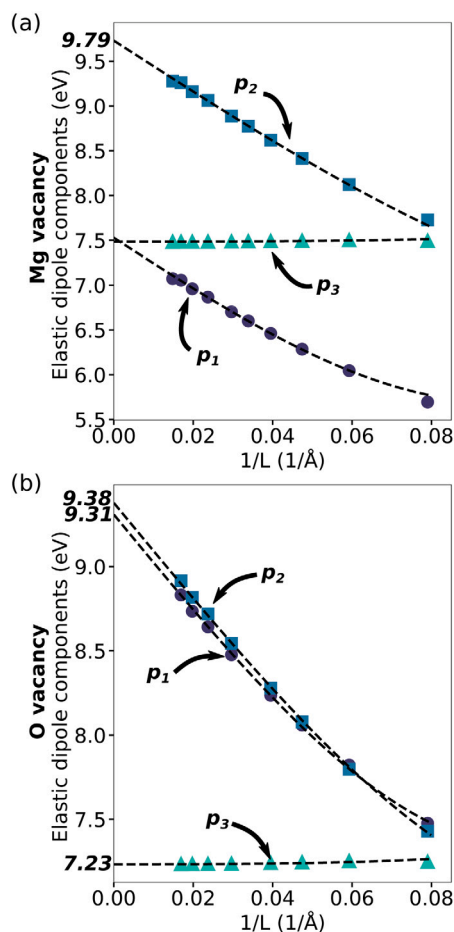 (a)
9.79
9.5
9.0
8.5
8.0
7.5
7.0
6.5
6.0
5.5
Mg vacancy
Elastic dipole components (eV)
p2
p3
p1
0.00 0.02 0.04 0.06 0.08
1/L (1/Å)
(b)
9.38
9.31
9.0
8.5
8.0
7.5
7.23
O vacancy
Elastic dipole components (eV)
p2
p1
p3
0.00 0.02 0.04 0.06 0.08
1/L (1/Å)